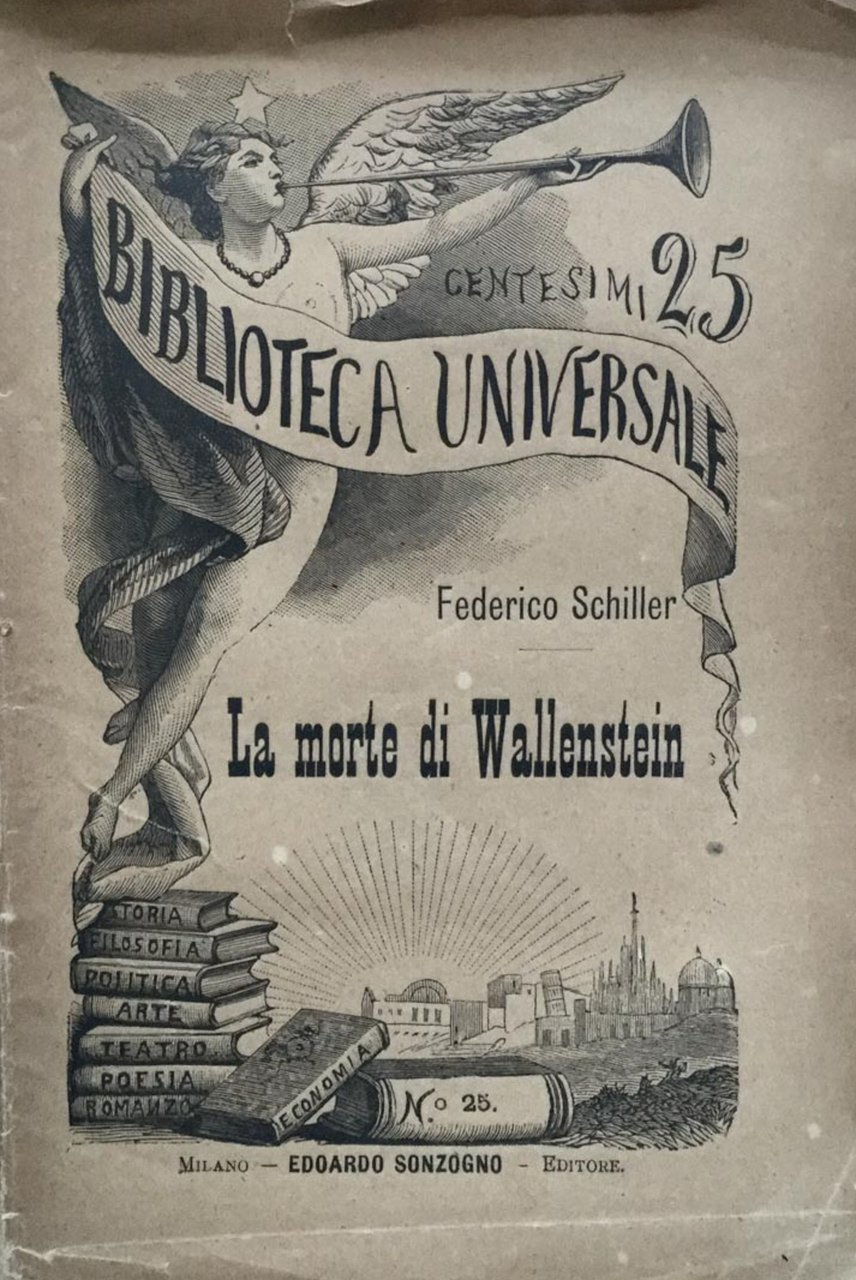 CENTESIMI 25
BIBLIOTECA UNIVERSALE
Federico Schiller
La morte di Wallenstein
STORIA
FILOSOFIA
POLITICA
ARTE
TEATRO
POESIA
ROMANZO
ECONOMIA
N.o 25.
MILANO — EDOARDO SONZOGNO - EDITORE.